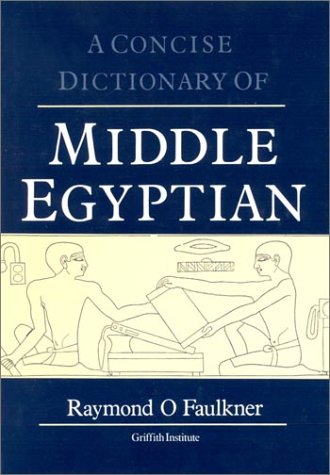 A CONCISE
DICTIONARY OF
MIDDLE
EGYPTIAN
Raymond O Faulkner
Griffith Institute